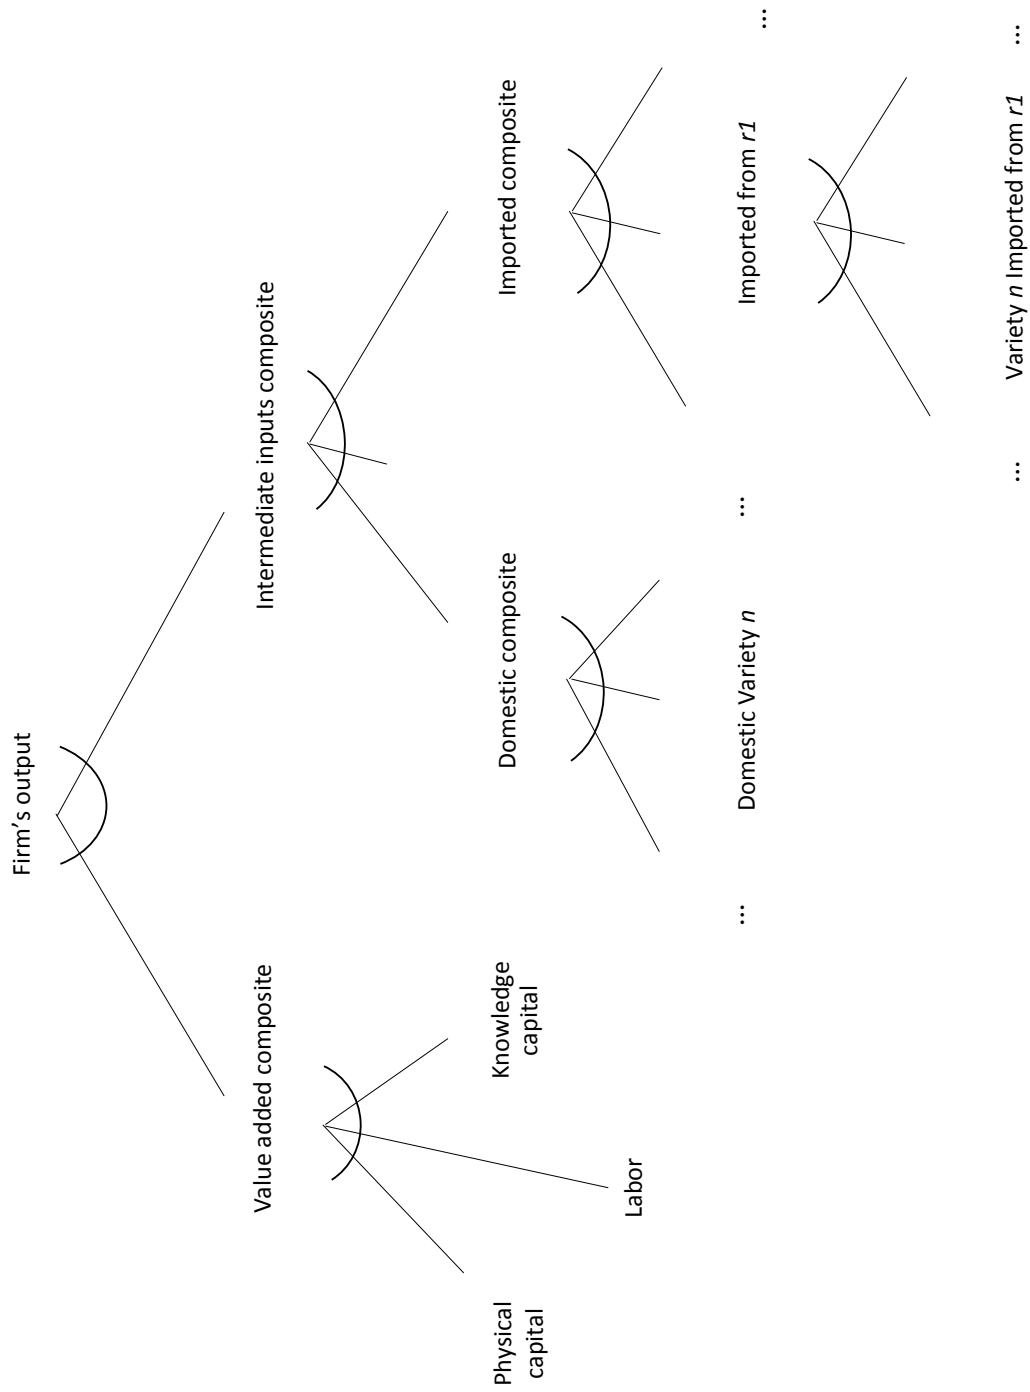 Firm's output
Value added composite
Intermediate inputs composite
Physical
capital
Labor
Knowledge
capital
Domestic composite
Imported composite
...
Domestic Variety n
...
Imported from r1
...
...
Variety n Imported from r1
...